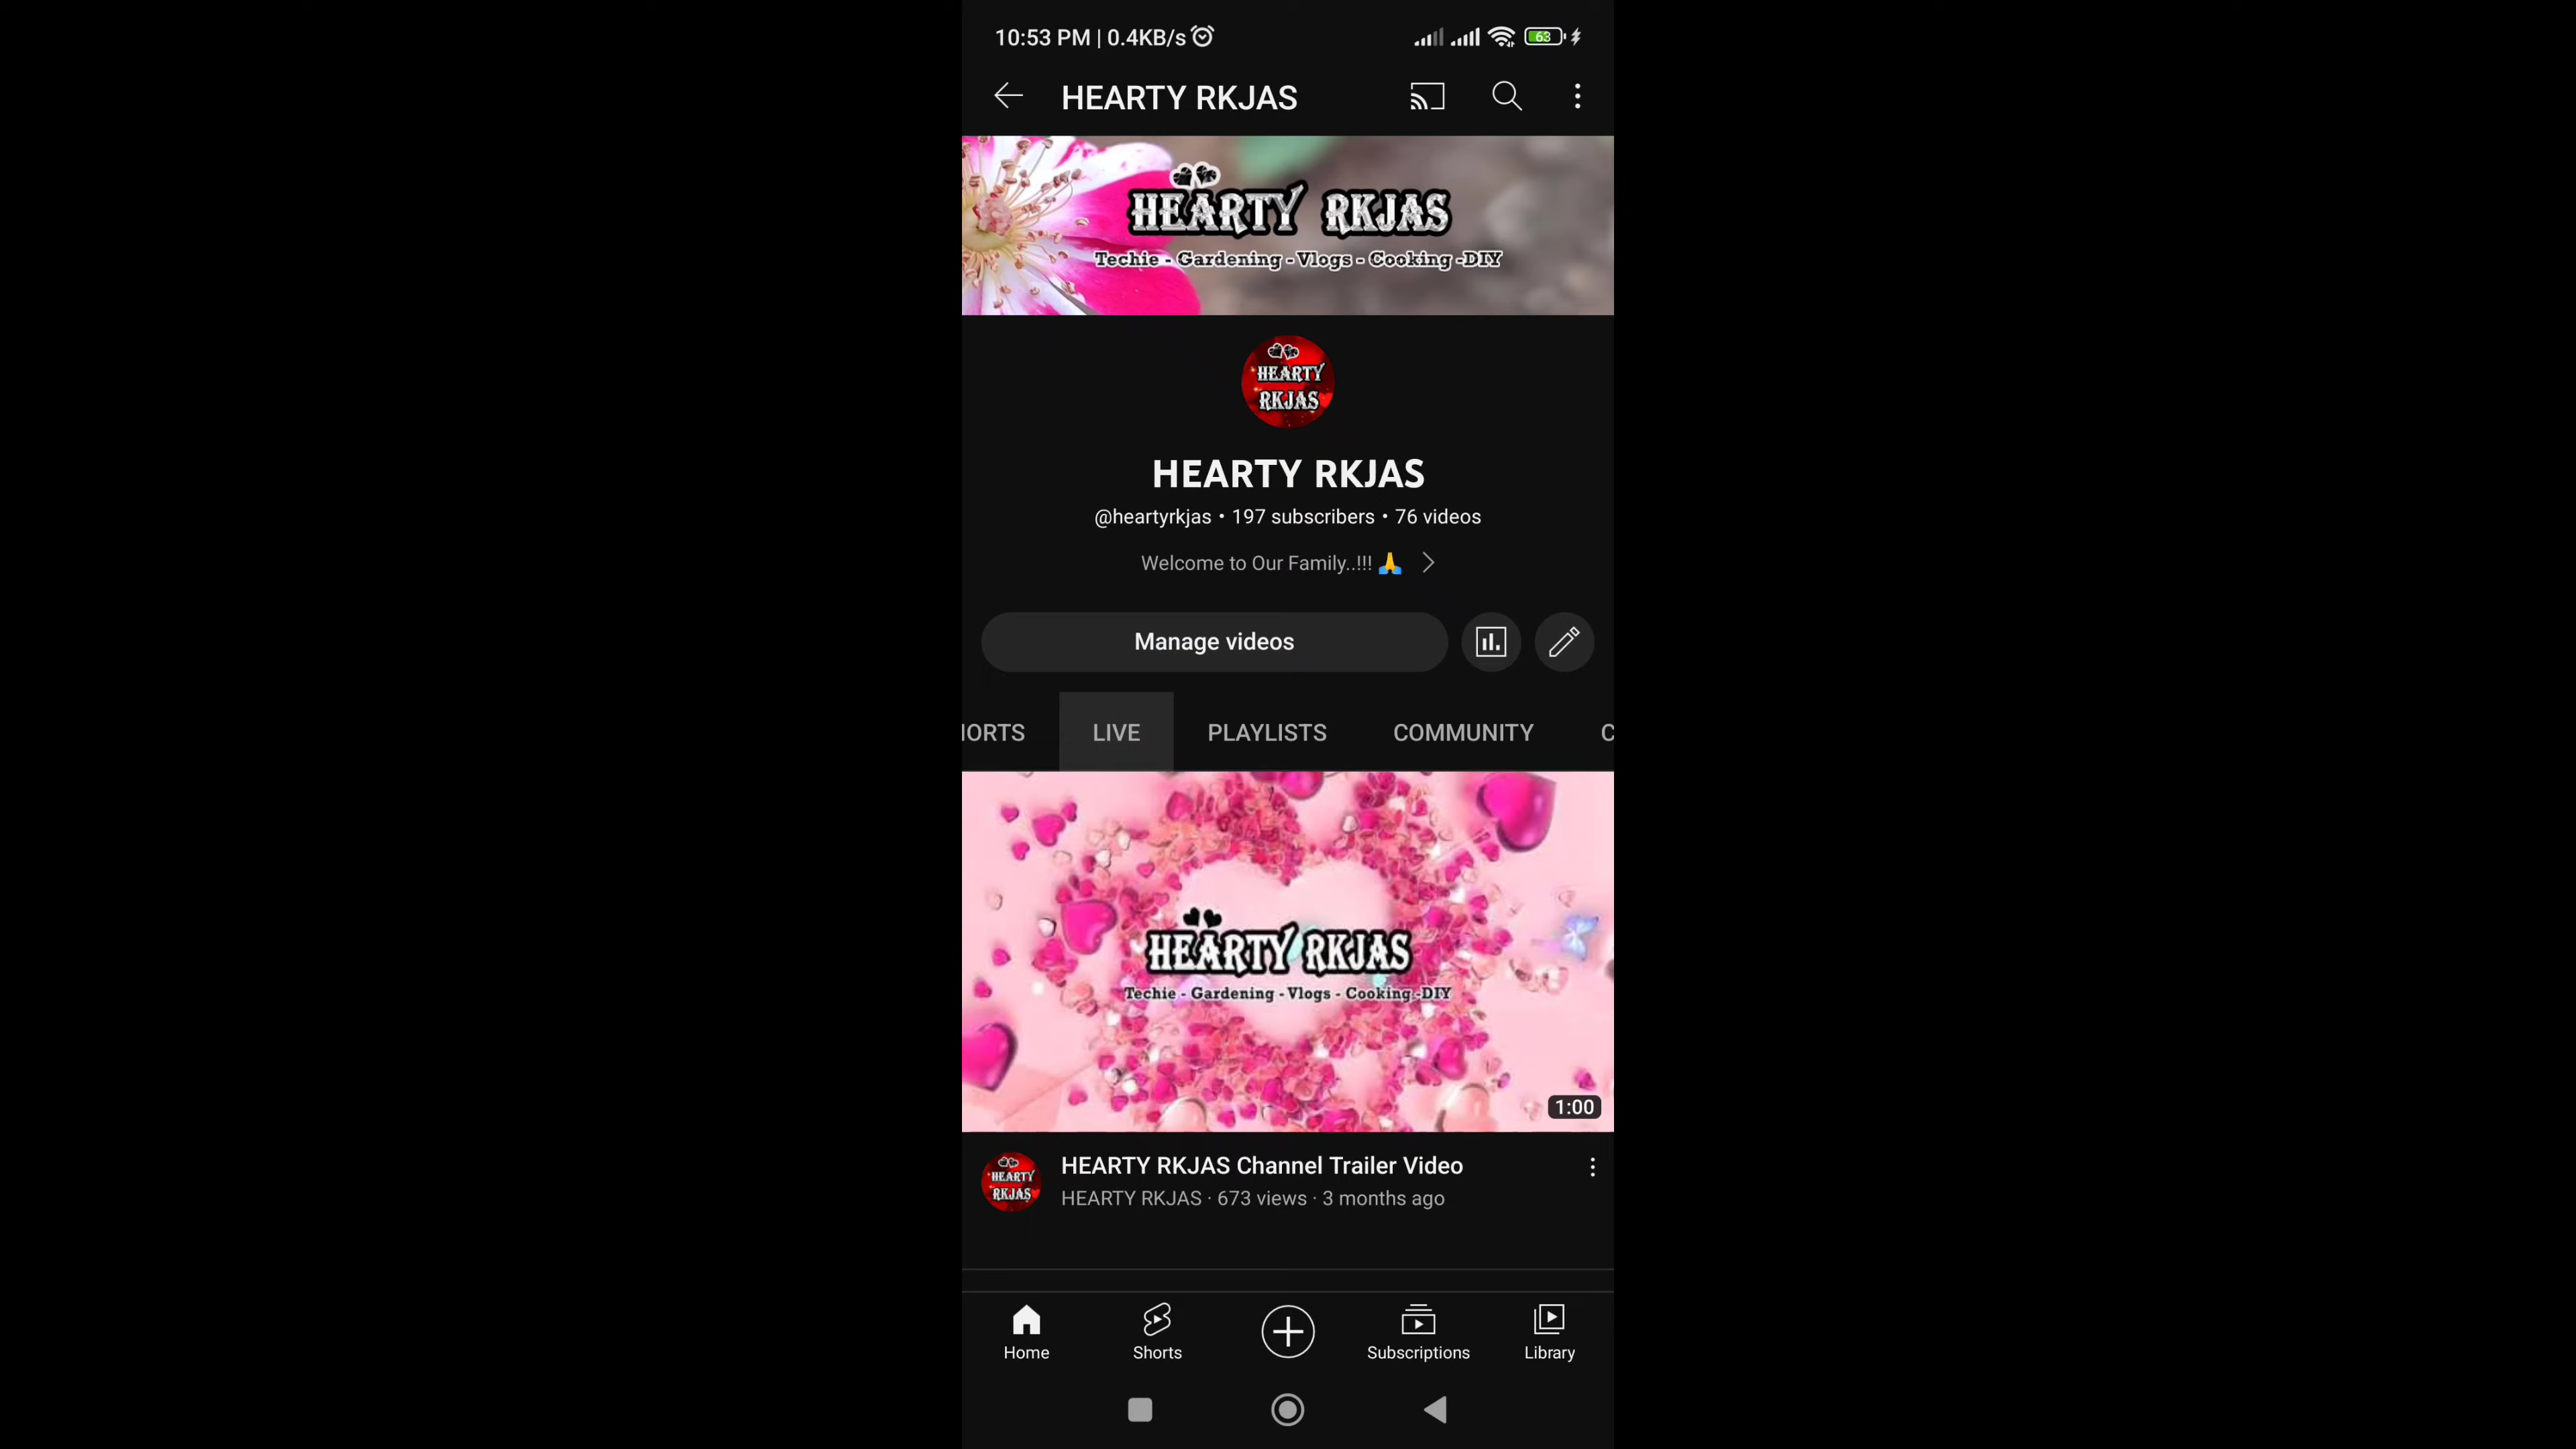 10:53 PM | 0.4KB/s
63
HEARTY RKJAS
HEARTY RKJAS
Techie - Gardening - Vlogs - Cooking -DIY
HEARTY
RKJAS
HEARTY RKJAS
@heartyrkjas • 197 subscribers • 76 videos
Welcome to Our Family..!!! 🙏
Manage videos
HORTS LIVE PLAYLISTS COMMUNITY C
HEARTY RKJAS
Techie - Gardening - Vlogs - Cooking -DIY
1:00
HEARTY
RKJAS
HEARTY RKJAS Channel Trailer Video
HEARTY RKJAS · 673 views · 3 months ago
Home Shorts Subscriptions Library